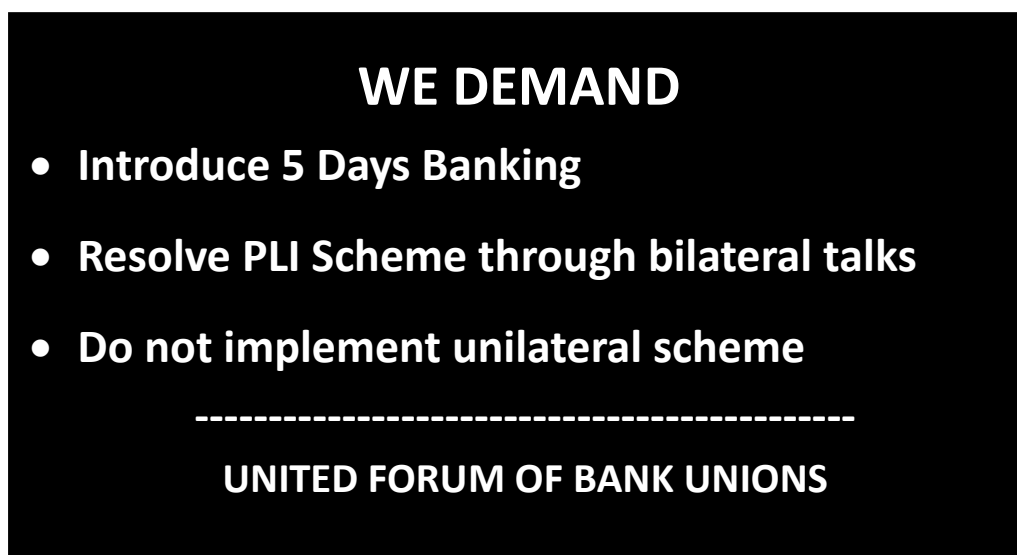 WE DEMAND
• Introduce 5 Days Banking
• Resolve PLI Scheme through bilateral talks
• Do not implement unilateral scheme
---------------------------------------------
UNITED FORUM OF BANK UNIONS